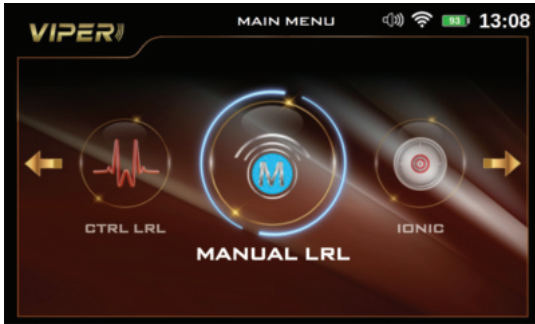 VIPER
MAIN MENU
93
13:08
M
CTRL LRL
MANUAL LRL
IONIC